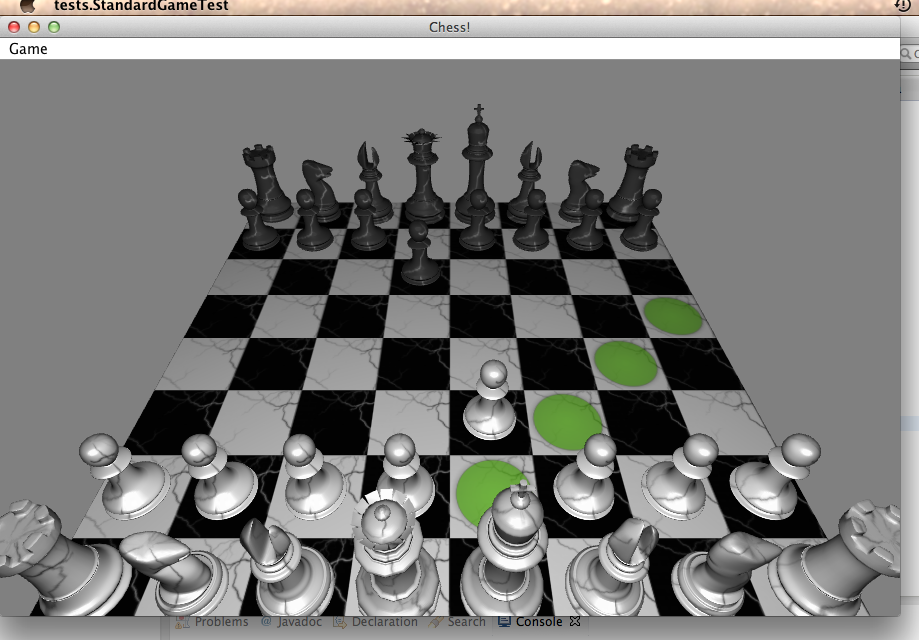 tests.StandardGameTest
Chess!
Game
Problems @ Javadoc Declaration Search Console